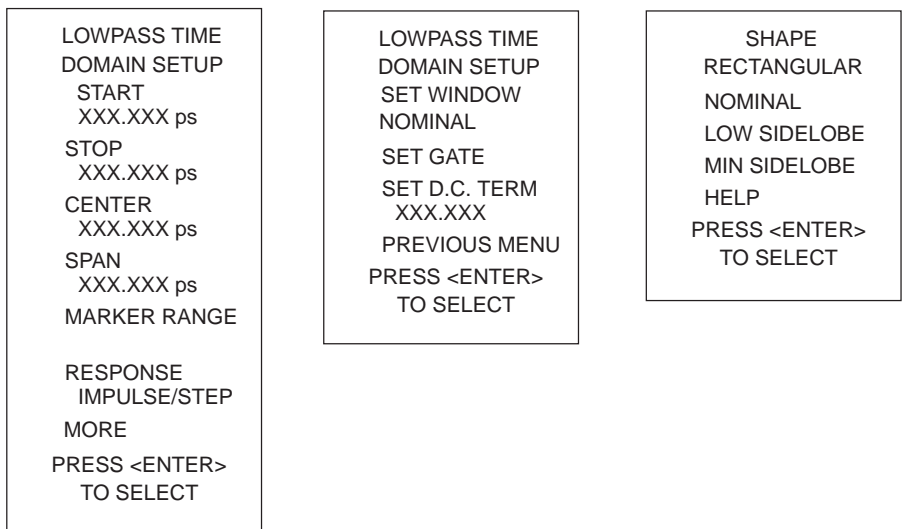 LOWPASS TIME
DOMAIN SETUP
START
XXX.XXX ps
STOP
XXX.XXX ps
CENTER
XXX.XXX ps
SPAN
XXX.XXX ps
MARKER RANGE
RESPONSE
IMPULSE/STEP
MORE
PRESS <ENTER>
TO SELECT
LOWPASS TIME
DOMAIN SETUP
SET WINDOW
NOMINAL
SET GATE
SET D.C. TERM
XXX.XXX
PREVIOUS MENU
PRESS <ENTER>
TO SELECT
SHAPE
RECTANGULAR
NOMINAL
LOW SIDELOBE
MIN SIDELOBE
HELP
PRESS <ENTER>
TO SELECT